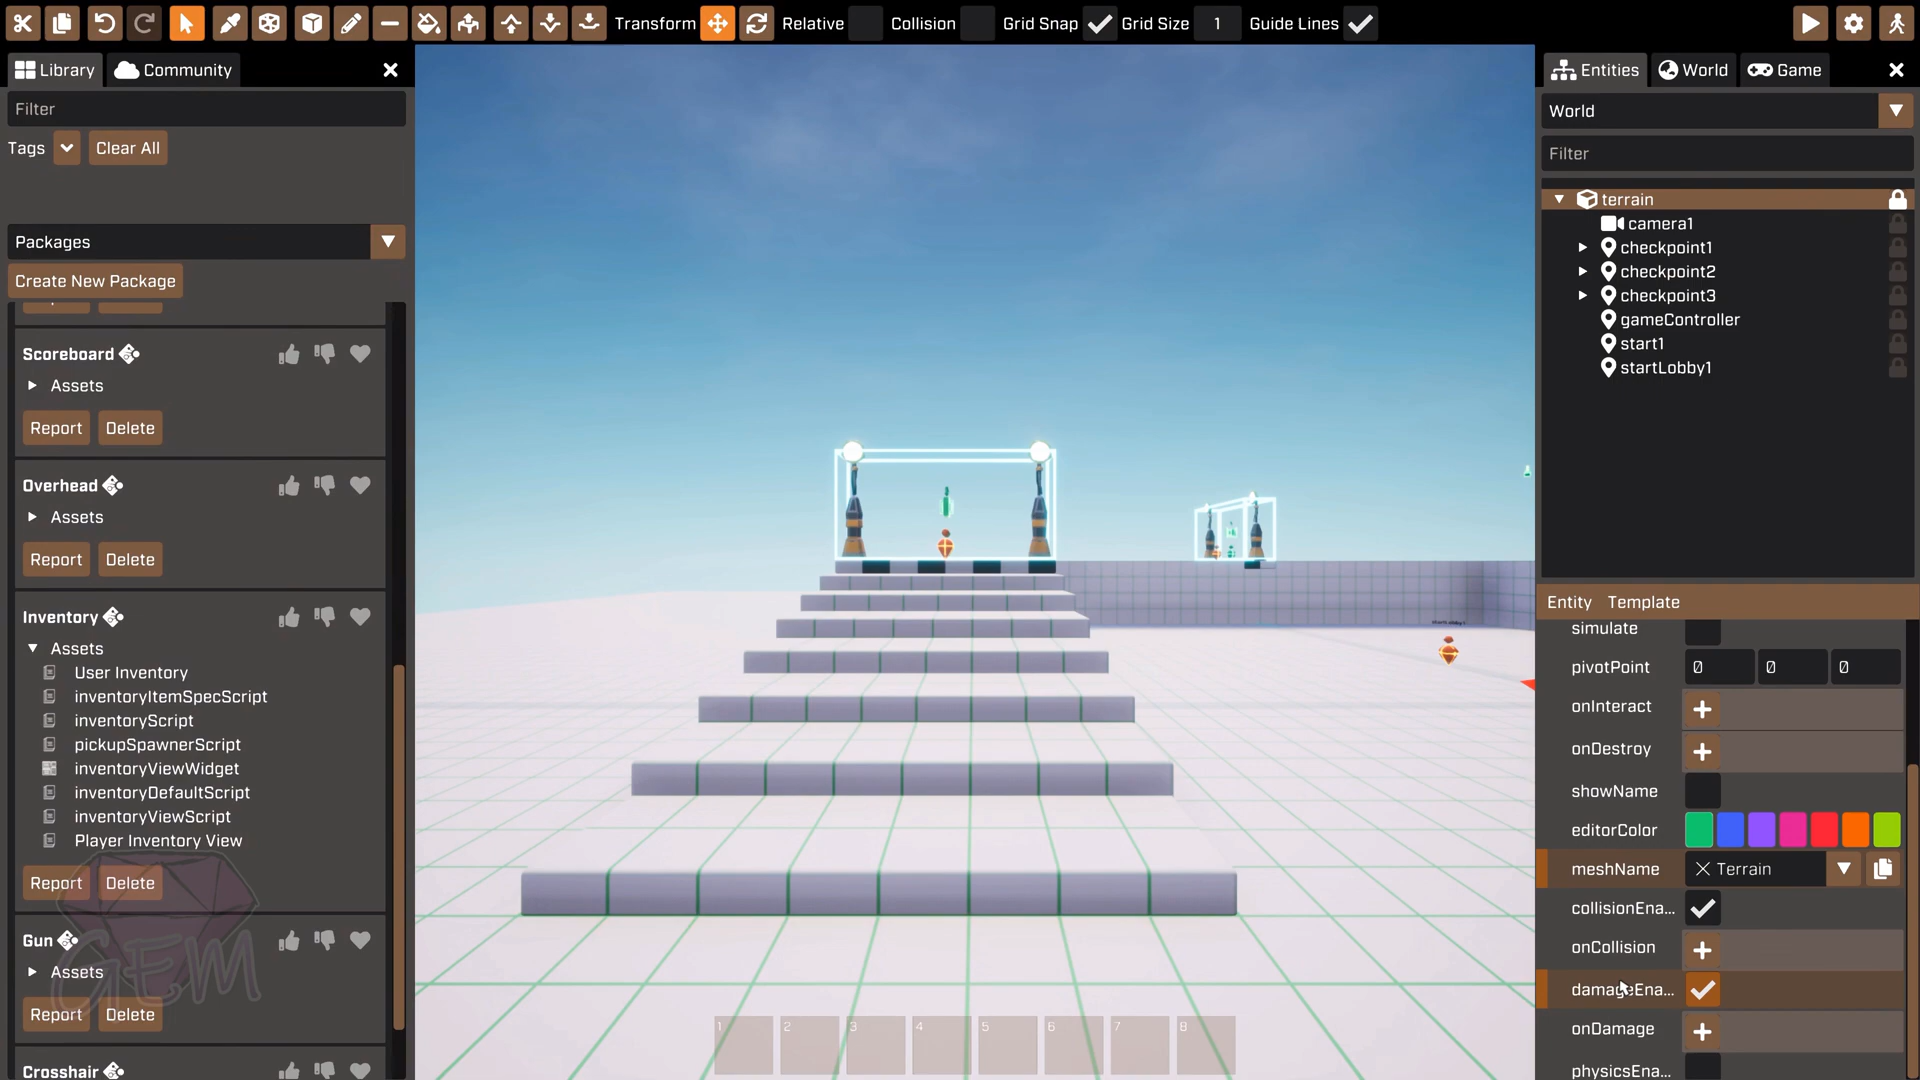 Transform Relative Collision Grid Snap Grid Size 1 Guide Lines
Library Community
Filter
Tags Clear All
Packages
Create New Package
Scoreboard
Assets
Report Delete
Overhead
Assets
Report Delete
Inventory
Assets
User Inventory
inventoryItemSpecScript
inventoryScript
pickupSpawnerScript
inventoryViewWidget
inventoryDefaultScript
inventoryViewScript
Player Inventory View
Report Delete
Gun
Assets
Report Delete
Crosshair
GEM
startLobby1
1 2 3 4 5 6 7 8
Entities World Game
World
Filter
terrain
camera1
checkpoint1
checkpoint2
checkpoint3
gameController
start1
startLobby1
Entity Template
simulate
pivotPoint 0 0 0
onInteract
onDestroy
showName
editorColor
meshName Terrain
collisionEna...
onCollision
damageEna...
onDamage
physicsEna...